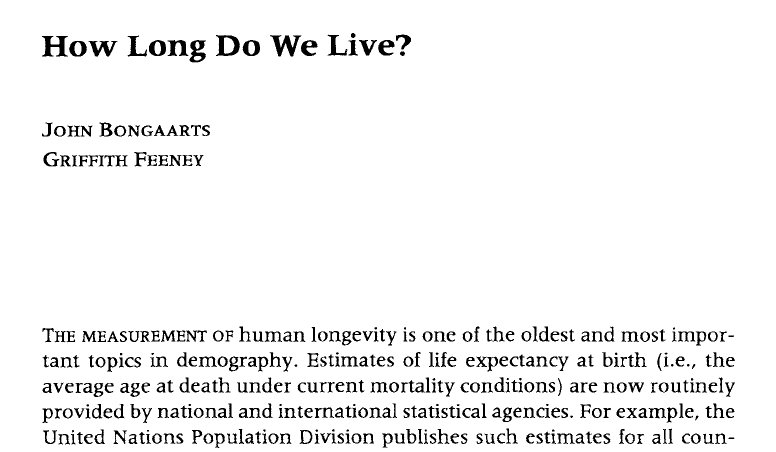 How Long Do We Live?
JOHN BONGAARTS
GRIFFITH FEENEY
THE MEASUREMENT OF human longevity is one of the oldest and most impor-
tant topics in demography. Estimates of life expectancy at birth (i.e., the
average age at death under current mortality conditions) are now routinely
provided by national and international statistical agencies. For example, the
United Nations Population Division publishes such estimates for all coun-